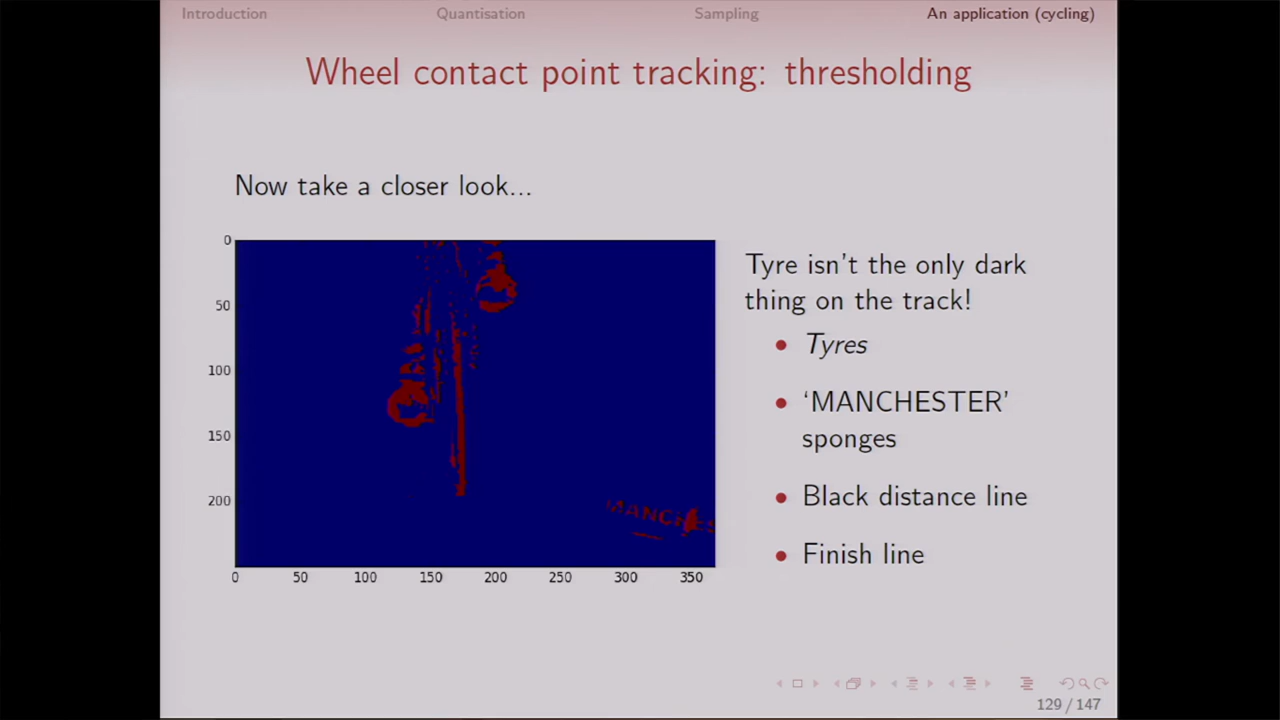 Introduction Quantisation Sampling An application (cycling)
Wheel contact point tracking: thresholding
Now take a closer look...
0
50
100
150
200
0 50 100 150 200 250 300 350
MANCHES
Tyre isn't the only dark
thing on the track!
• Tyres
• ‘MANCHESTER’
sponges
• Black distance line
• Finish line
129 / 147